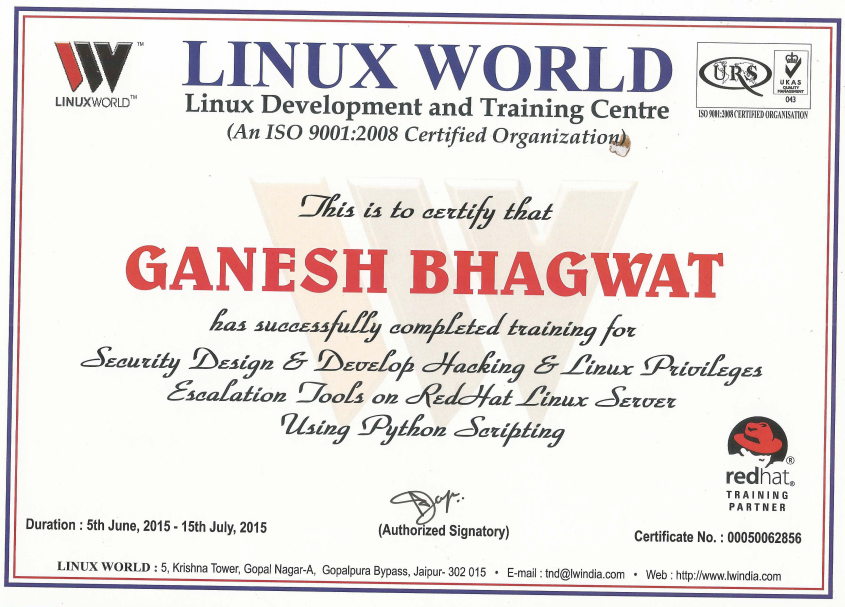 LINUXWORLD™
LINUX WORLD
Linux Development and Training Centre
(An ISO 9001:2008 Certified Organization)
URS
UKAS
QUALITY
MANAGEMENT
043
ISO 9001:2008 CERTIFIED ORGANISATION
This is to certify that
GANESH BHAGWAT
has successfully completed training for
Security Design & Develop Hacking & Linux Privileges
Escalation Tools on RedHat Linux Server
Using Python Scripting
redhat®
TRAINING
PARTNER
Duration : 5th June, 2015 - 15th July, 2015
(Authorized Signatory)
Certificate No. : 00050062856
LINUX WORLD : 5, Krishna Tower, Gopal Nagar-A, Gopalpura Bypass, Jaipur- 302 015 • E-mail : tnd@lwindia.com • Web : http://www.lwindia.com